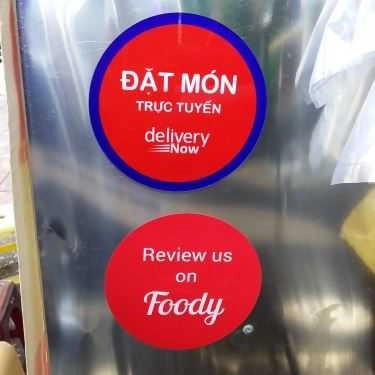 ĐẶT MÓN
TRỰC TUYẾN
delivery
Now
Review us
on
Foody